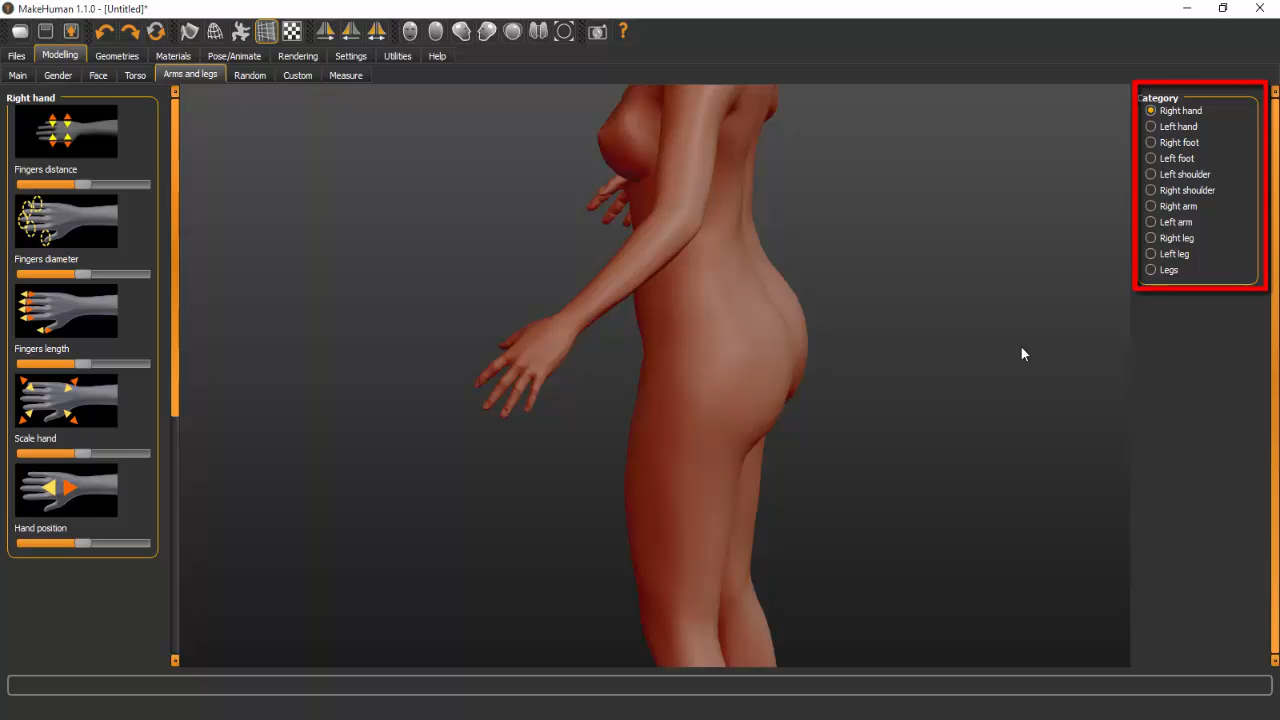 MakeHuman 1.1.0 - [Untitled]*
Files
Modelling
Geometries
Materials
Pose/Animate
Rendering
Settings
Utilities
Help
Main
Gender
Face
Torso
Arms and legs
Random
Custom
Measure
Right hand
Fingers distance
Fingers diameter
Fingers length
Scale hand
Hand position
Category
Right hand
Left hand
Right foot
Left foot
Left shoulder
Right shoulder
Right arm
Left arm
Right leg
Left leg
Legs